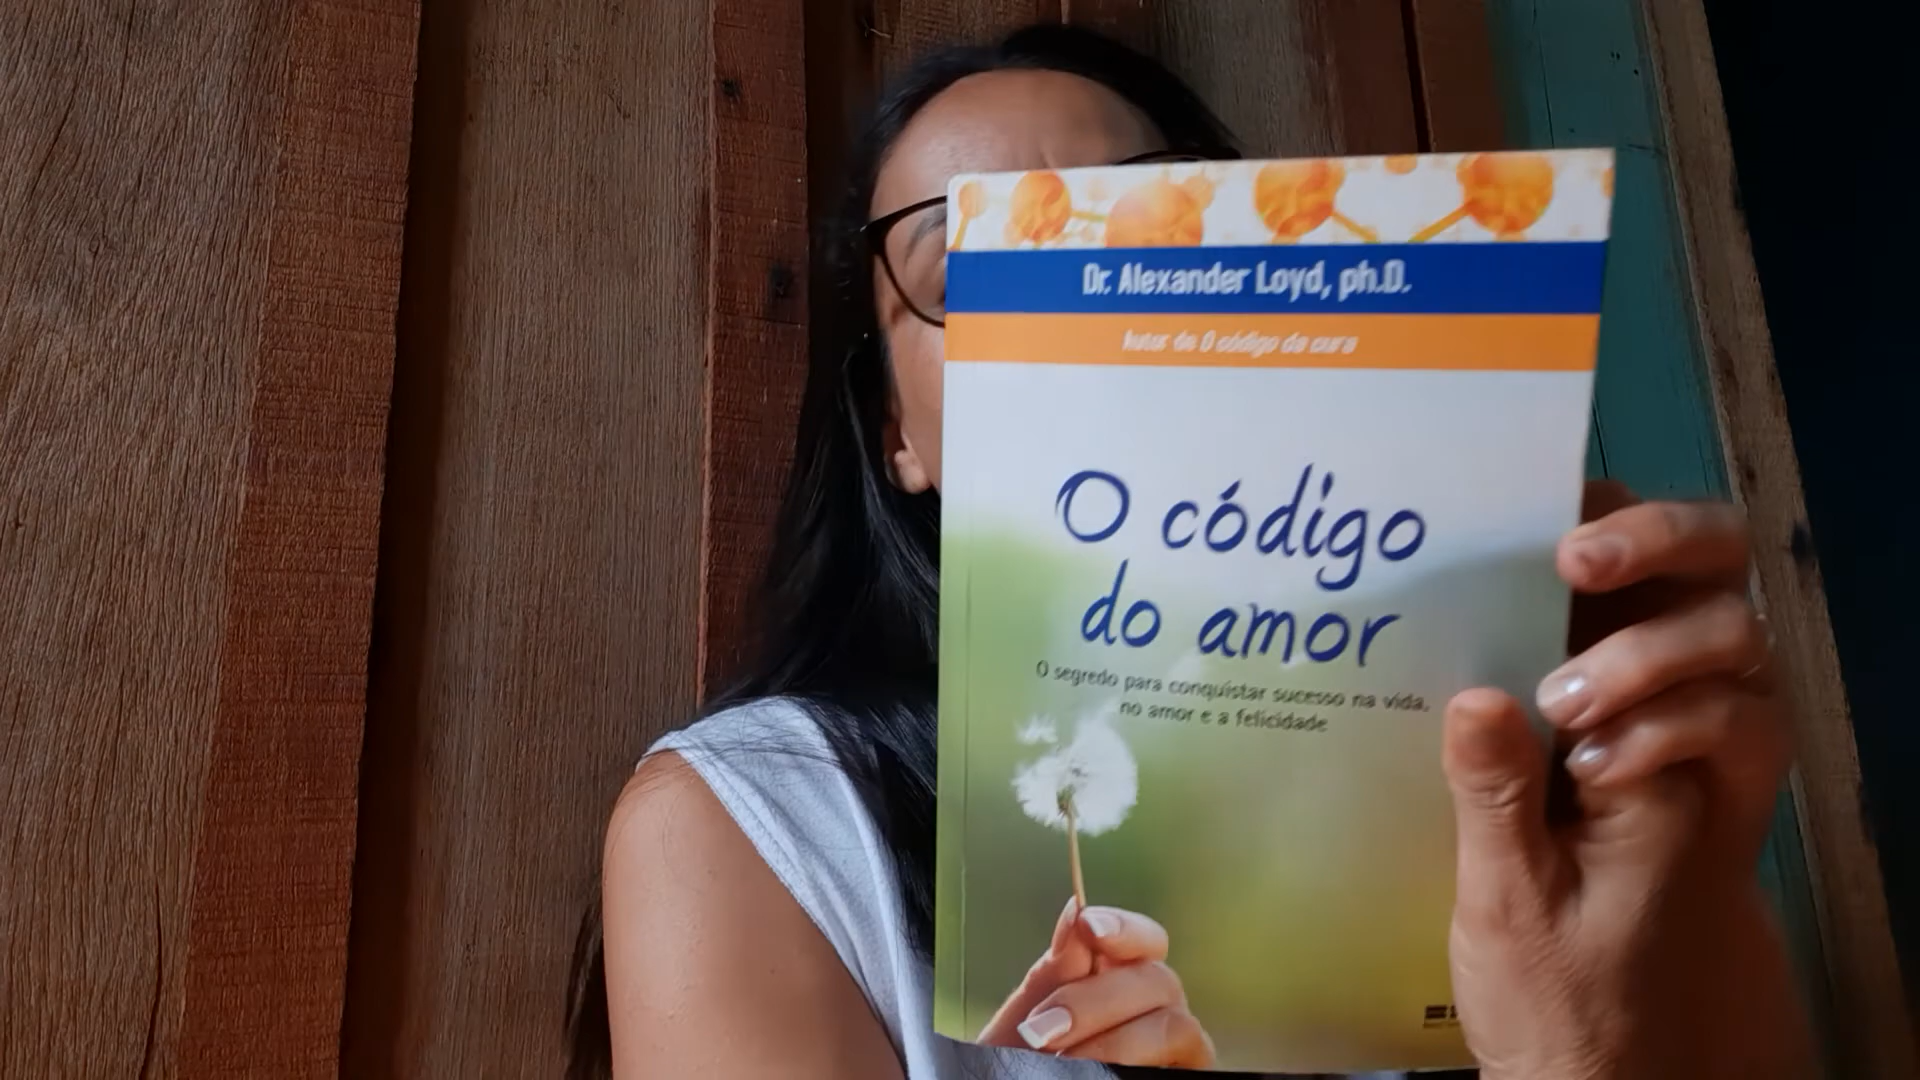 Dr. Alexander Loyd, ph.D.
Autor de O código da cura
O código
do amor
O segredo para conquistar sucesso na vida,
no amor e a felicidade